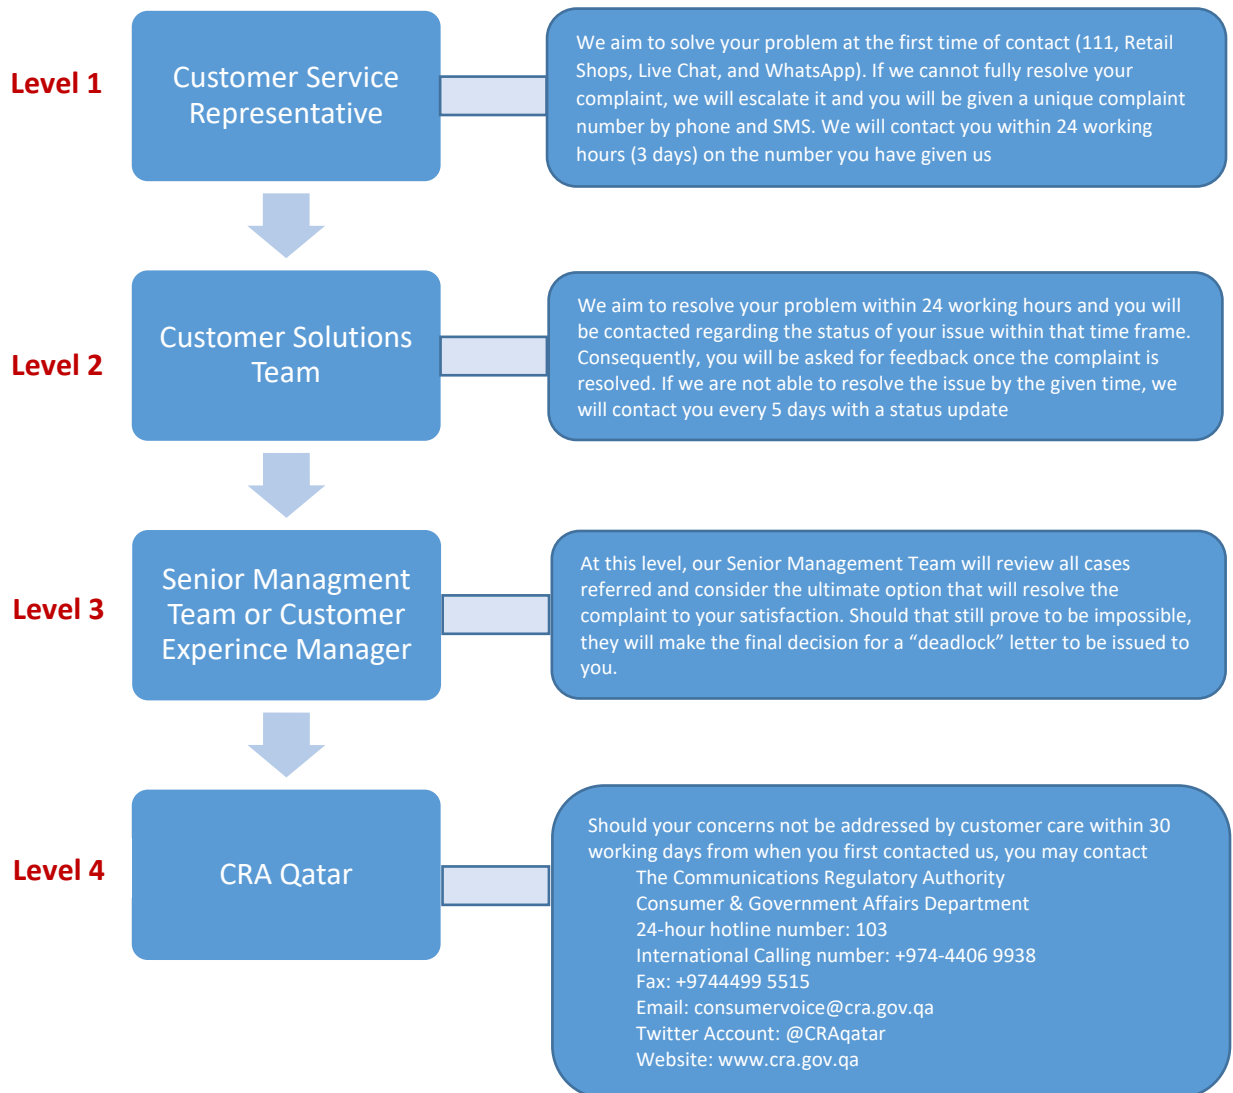 Level 1
Customer Service
Representative
We aim to solve your problem at the first time of contact (111, Retail
Shops, Live Chat, and WhatsApp). If we cannot fully resolve your
complaint, we will escalate it and you will be given a unique complaint
number by phone and SMS. We will contact you within 24 working
hours (3 days) on the number you have given us
Level 2
Customer Solutions
Team
We aim to resolve your problem within 24 working hours and you will
be contacted regarding the status of your issue within that time frame.
Consequently, you will be asked for feedback once the complaint is
resolved. If we are not able to resolve the issue by the given time, we
will contact you every 5 days with a status update
Level 3
Senior Managment
Team or Customer
Experince Manager
At this level, our Senior Management Team will review all cases
referred and consider the ultimate option that will resolve the
complaint to your satisfaction. Should that still prove to be impossible,
they will make the final decision for a “deadlock” letter to be issued to
you.
Level 4
CRA Qatar
Should your concerns not be addressed by customer care within 30
working days from when you first contacted us, you may contact
The Communications Regulatory Authority
Consumer & Government Affairs Department
24-hour hotline number: 103
International Calling number: +974-4406 9938
Fax: +9744499 5515
Email: consumervoice@cra.gov.qa
Twitter Account: @CRAqatar
Website: www.cra.gov.qa